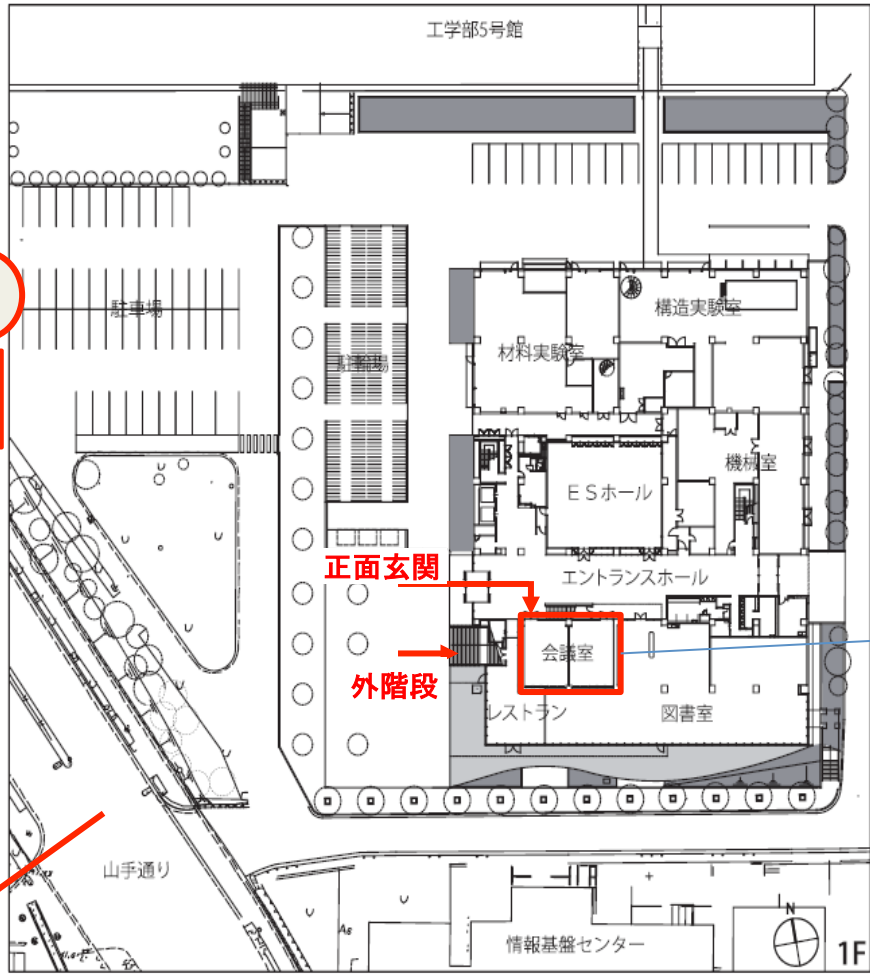 工学部5号館
駐車場
駐輪場
構造実験室
材料実験室
機械室
ESホール
正面玄関
エントランスホール
会議室
外階段
レストラン
図書室
山手通り
情報基盤センター
N
1F